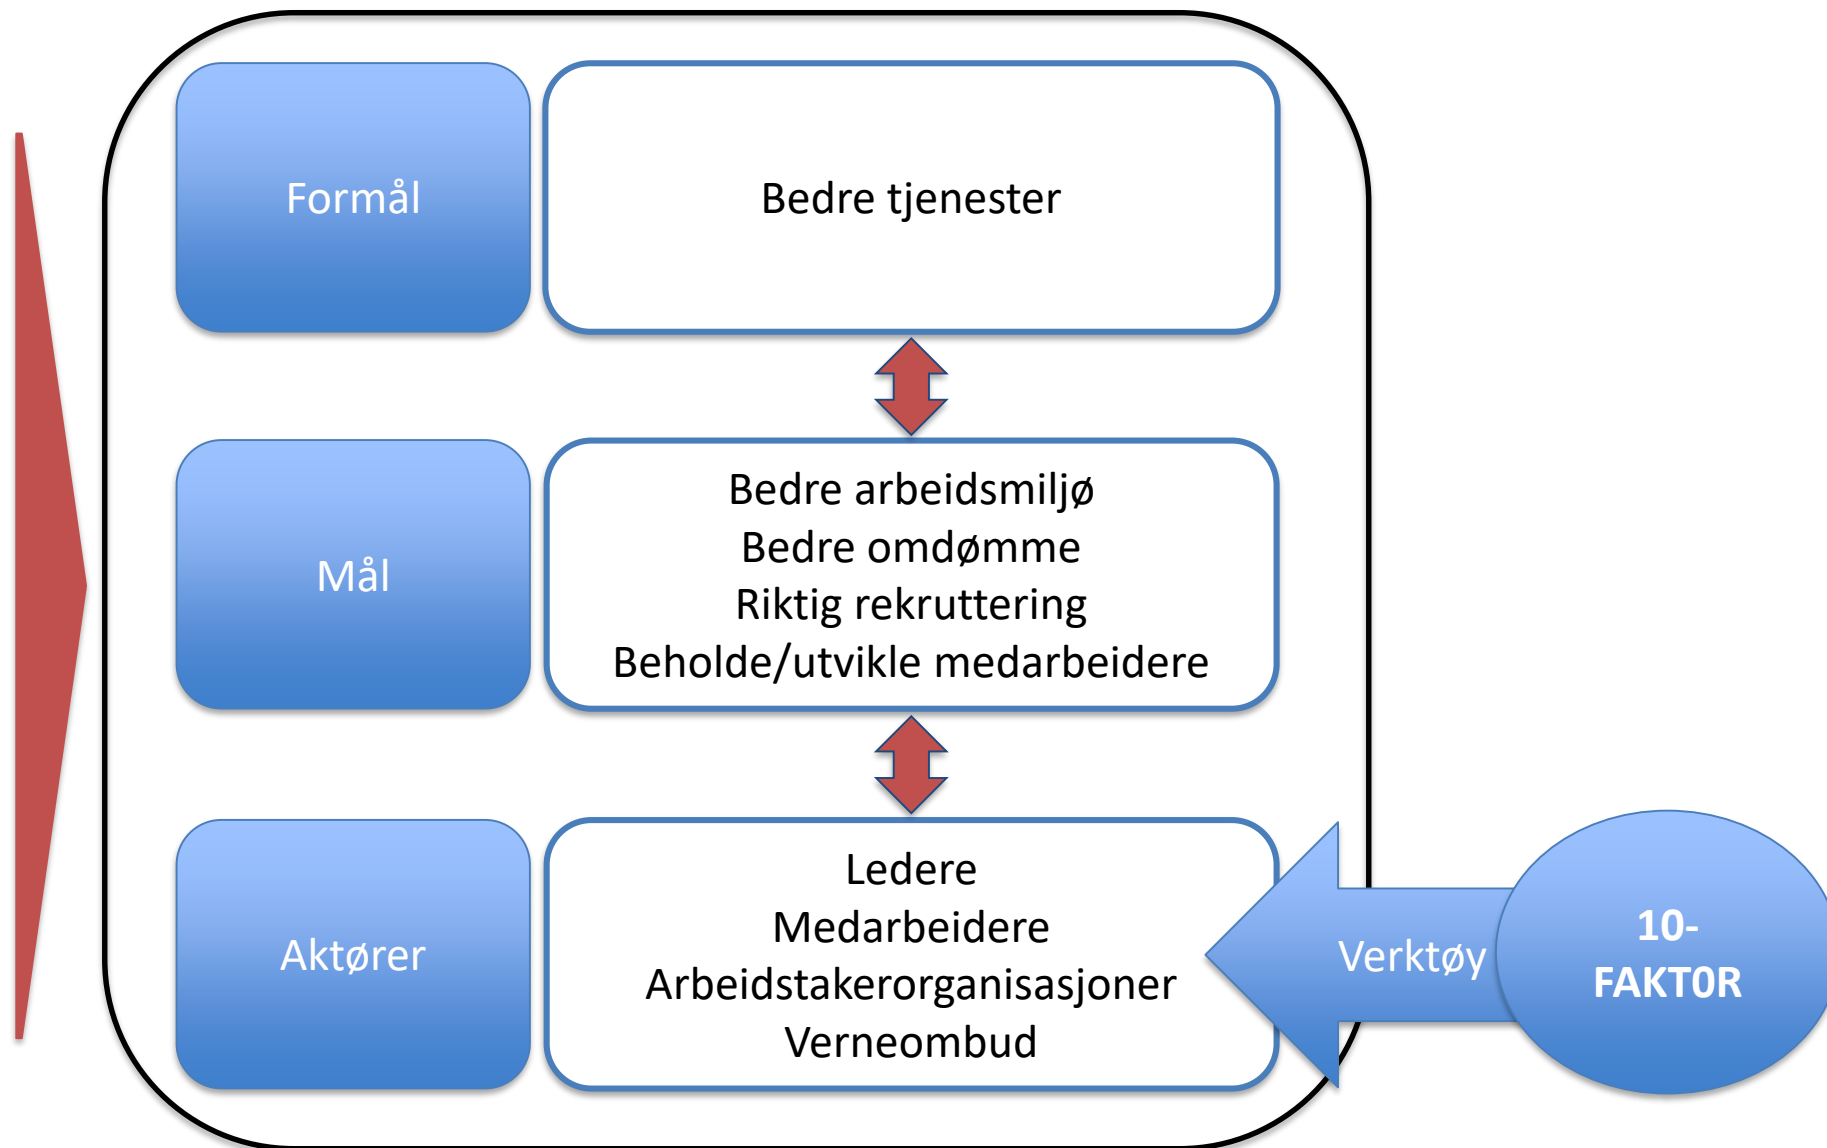 Formål
Bedre tjenester
Mål
Bedre arbeidsmiljø
Bedre omdømme
Riktig rekruttering
Beholde/utvikle medarbeidere
Aktører
Ledere
Medarbeidere
Arbeidstakerorganisasjoner
Verneombud
Verktøy
10-
FAKT0R